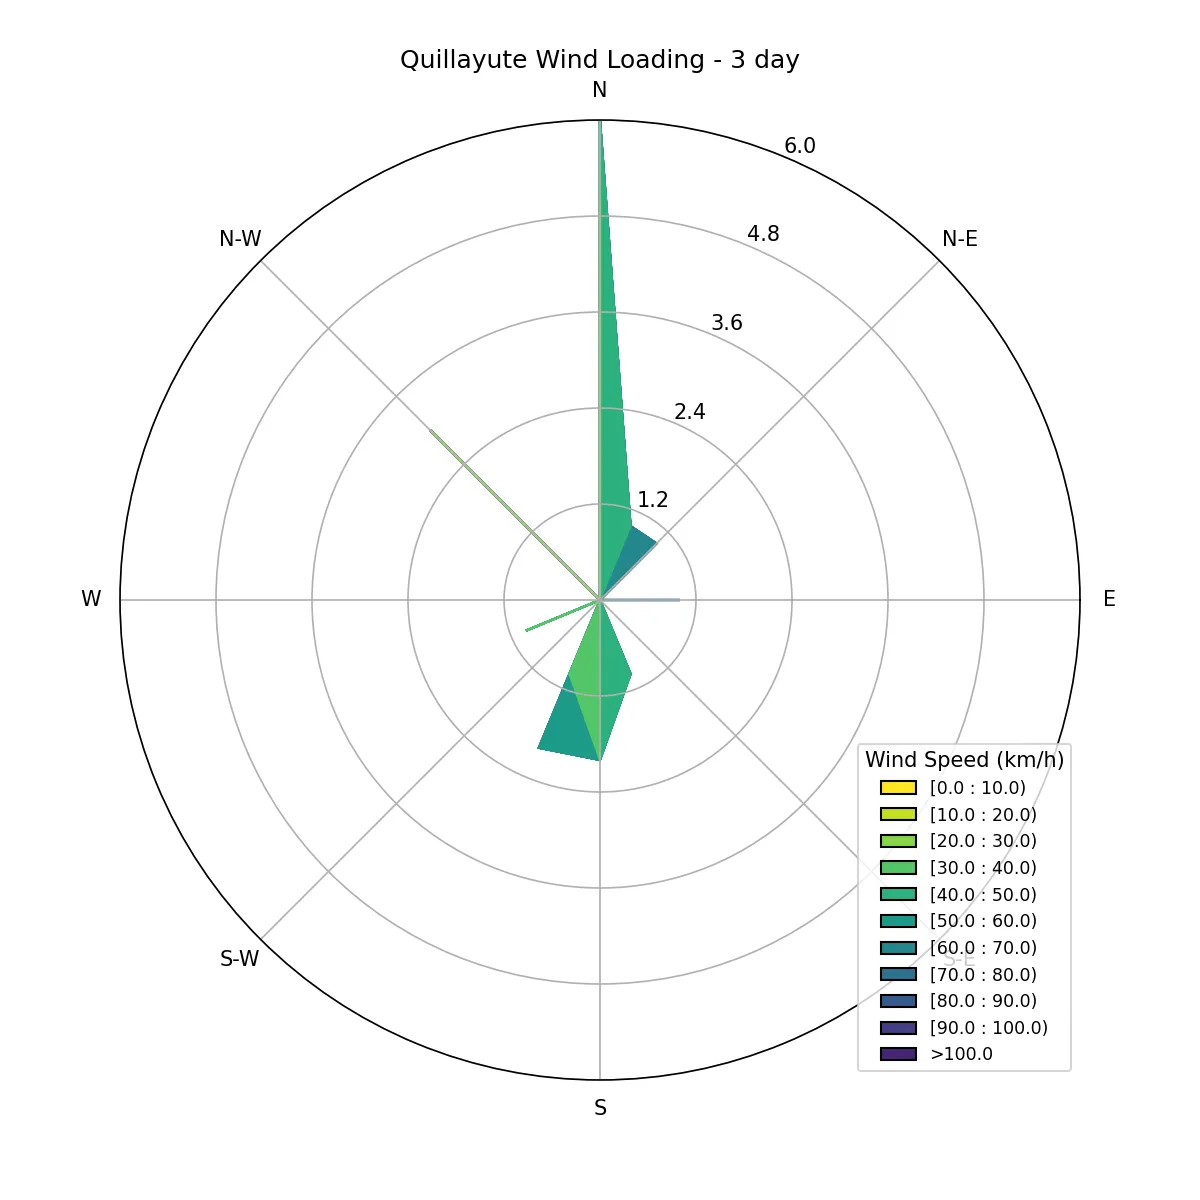 Quillayute Wind Loading - 3 day
N
6.0
N-W
N-E
4.8
3.6
2.4
1.2
W
E
S-W
S-E
S
Wind Speed (km/h)
[0.0 : 10.0)
[10.0 : 20.0)
[20.0 : 30.0)
[30.0 : 40.0)
[40.0 : 50.0)
[50.0 : 60.0)
[60.0 : 70.0)
[70.0 : 80.0)
[80.0 : 90.0)
[90.0 : 100.0)
>100.0